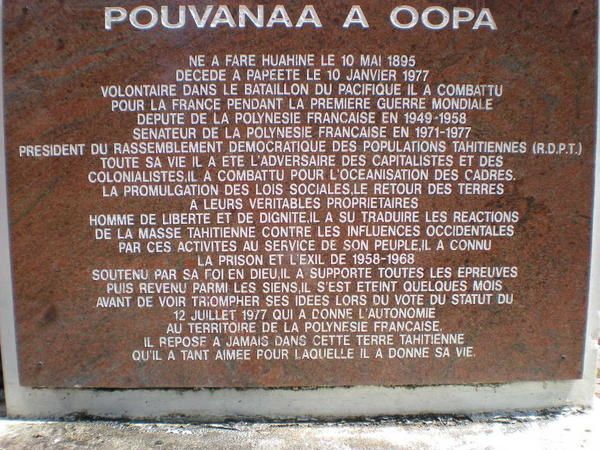 POUVANAA A OOPA
NE A FARE HUAHINE LE 10 MAI 1895
DECEDE A PAPEETE LE 10 JANVIER 1977
VOLONTAIRE DANS LE BATAILLON DU PACIFIQUE IL A COMBATTU
POUR LA FRANCE PENDANT LA PREMIERE GUERRE MONDIALE
DEPUTE DE LA POLYNESIE FRANCAISE EN 1949-1958
SENATEUR DE LA POLYNESIE FRANCAISE EN 1971-1977
PRESIDENT DU RASSEMBLEMENT DEMOCRATIQUE DES POPULATIONS TAHITIENNES (R.D.P.T.)
TOUTE SA VIE IL A ETE L'ADVERSAIRE DES CAPITALISTES ET DES
COLONIALISTES,IL A COMBATTU POUR L'OCEANISATION DES CADRES.
LA PROMULGATION DES LOIS SOCIALES,LE RETOUR DES TERRES
A LEURS VERITABLES PROPRIETAIRES
HOMME DE LIBERTE ET DE DIGNITE,IL A SU TRADUIRE LES REACTIONS
DE LA MASSE TAHITIENNE CONTRE LES INFLUENCES OCCIDENTALES
PAR CES ACTIVITES AU SERVICE DE SON PEUPLE,IL A CONNU
LA PRISON ET L'EXIL DE 1958-1968
SOUTENU PAR SA FOI EN DIEU,IL A SUPPORTE TOUTES LES EPREUVES
PUIS REVENU PARMI LES SIENS,IL S'EST ETEINT QUELQUES MOIS
AVANT DE VOIR TRIOMPHER SES IDEES LORS DU VOTE DU STATUT DU
12 JUILLET 1977 QUI A DONNE L'AUTONOMIE
AU TERRITOIRE DE LA POLYNESIE FRANCAISE.
IL REPOSE A JAMAIS DANS CETTE TERRE TAHITIENNE
QU'IL A TANT AIMEE POUR LAQUELLE IL A DONNE SA VIE.